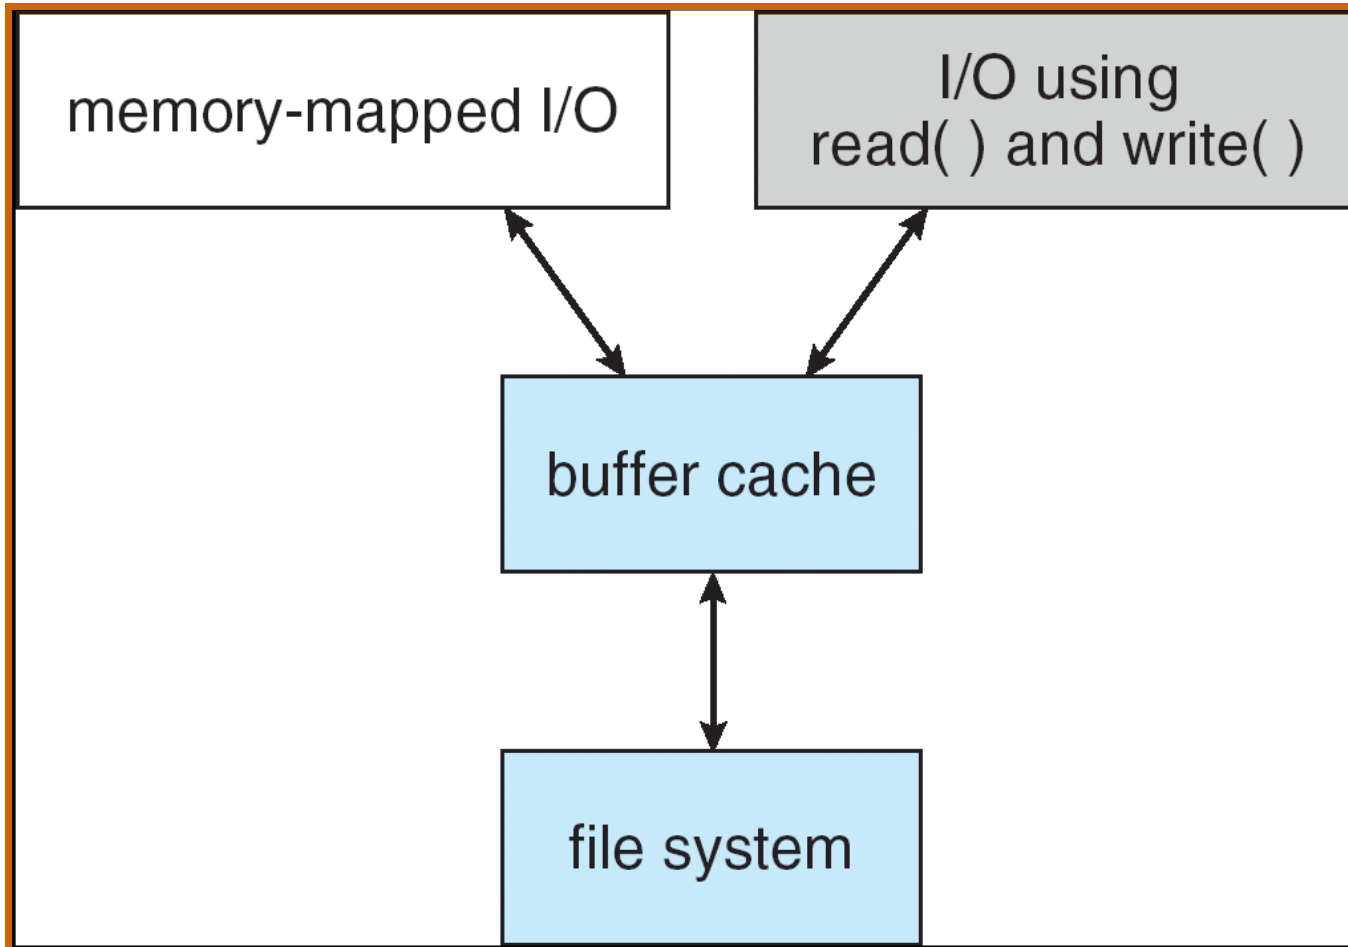 memory-mapped I/O
I/O using
read( ) and write( )
buffer cache
file system